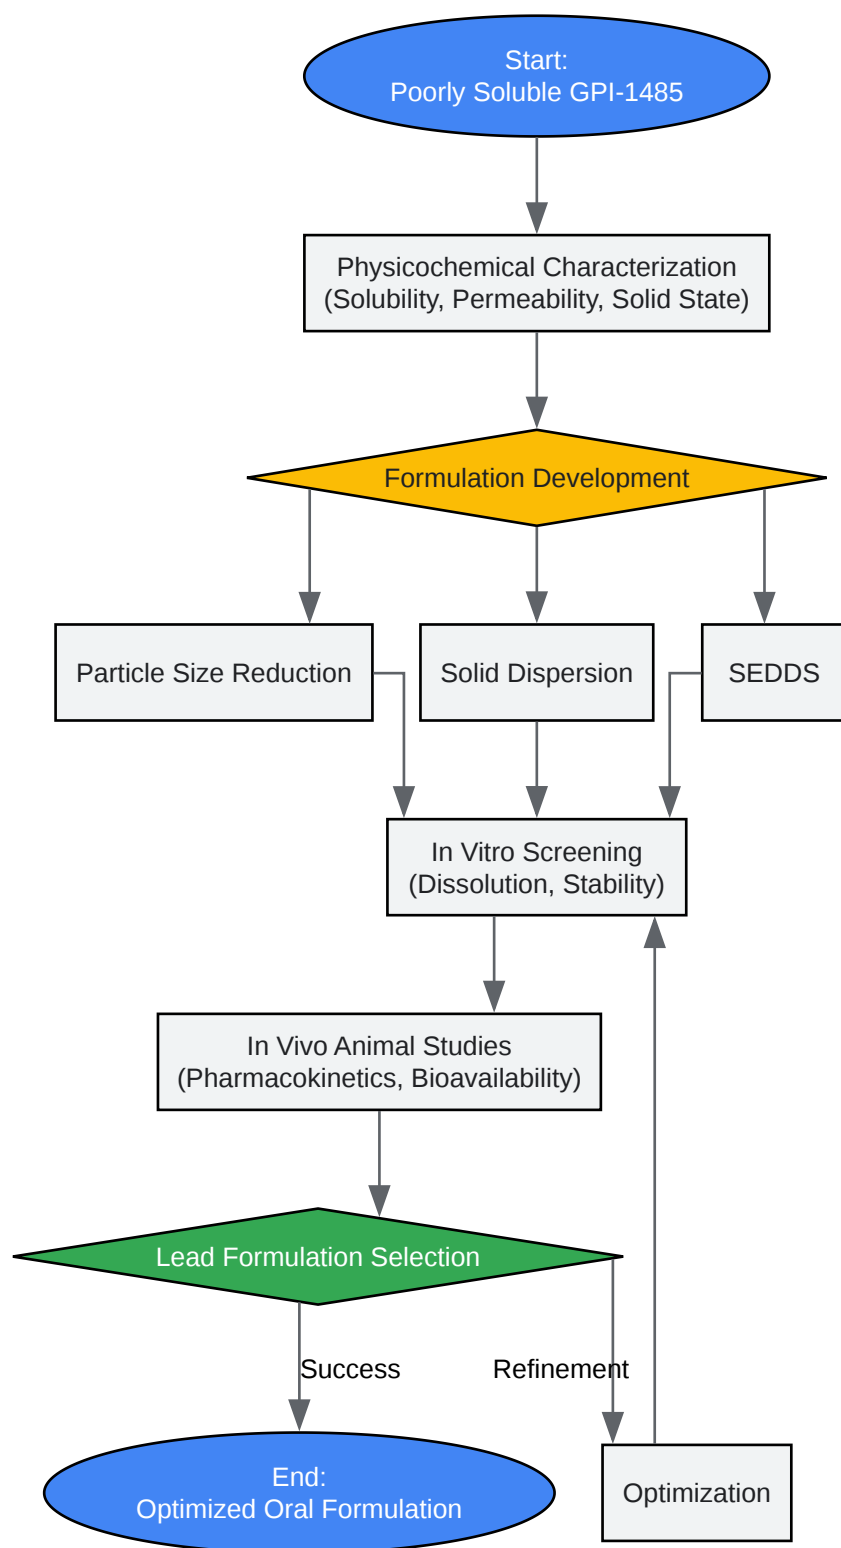 Start:
Poorly Soluble GPI-1485
Physicochemical Characterization
(Solubility, Permeability, Solid State)
Formulation Development
Particle Size Reduction
Solid Dispersion
SEDDS
In Vitro Screening
(Dissolution, Stability)
In Vivo Animal Studies
(Pharmacokinetics, Bioavailability)
Lead Formulation Selection
Success
Refinement
End:
Optimized Oral Formulation
Optimization